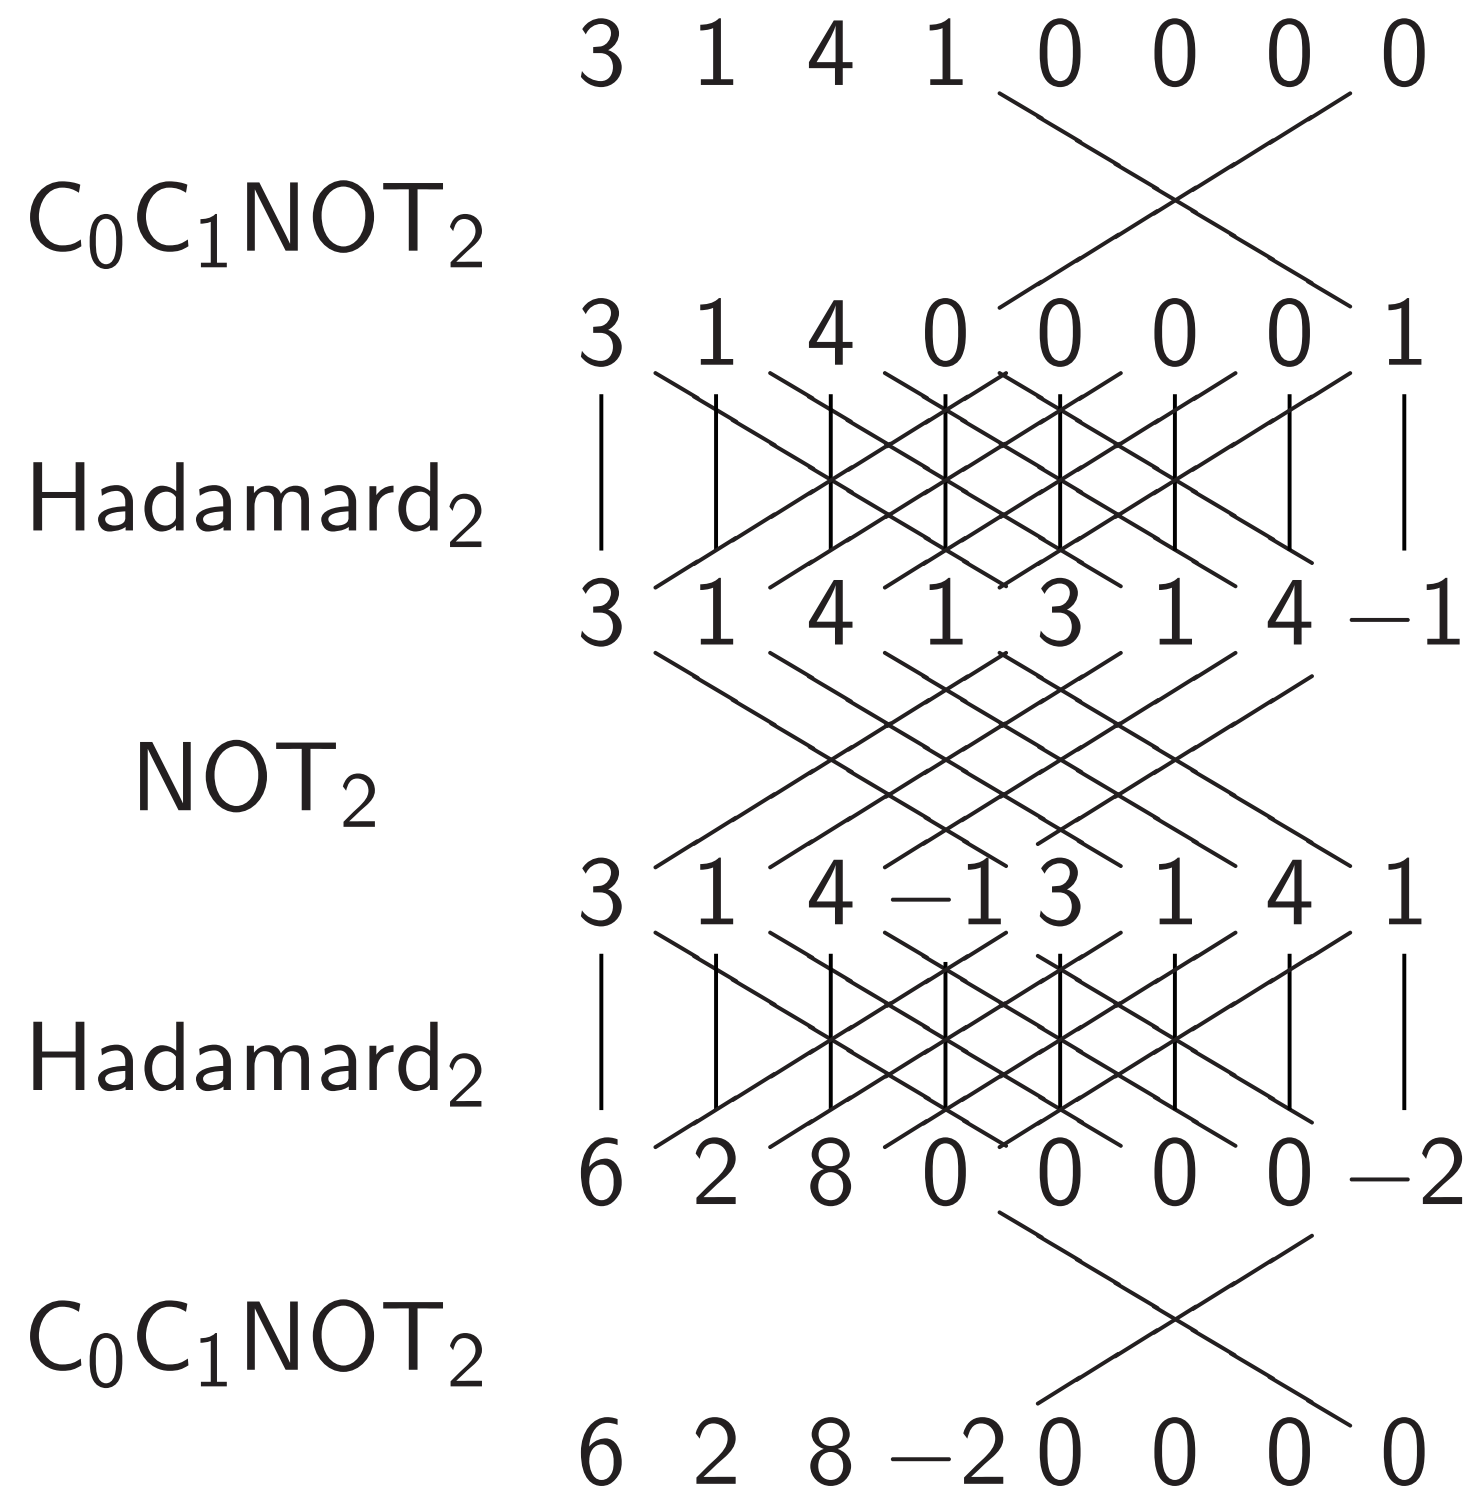 3 1 4 1 0 0 0 0
C₀C₁NOT₂
3 1 4 0 0 0 0 1
Hadamard₂
3 1 4 1 3 1 4 −1
NOT₂
3 1 4 −1 3 1 4 1
Hadamard₂
6 2 8 0 0 0 0 −2
C₀C₁NOT₂
6 2 8 −2 0 0 0 0